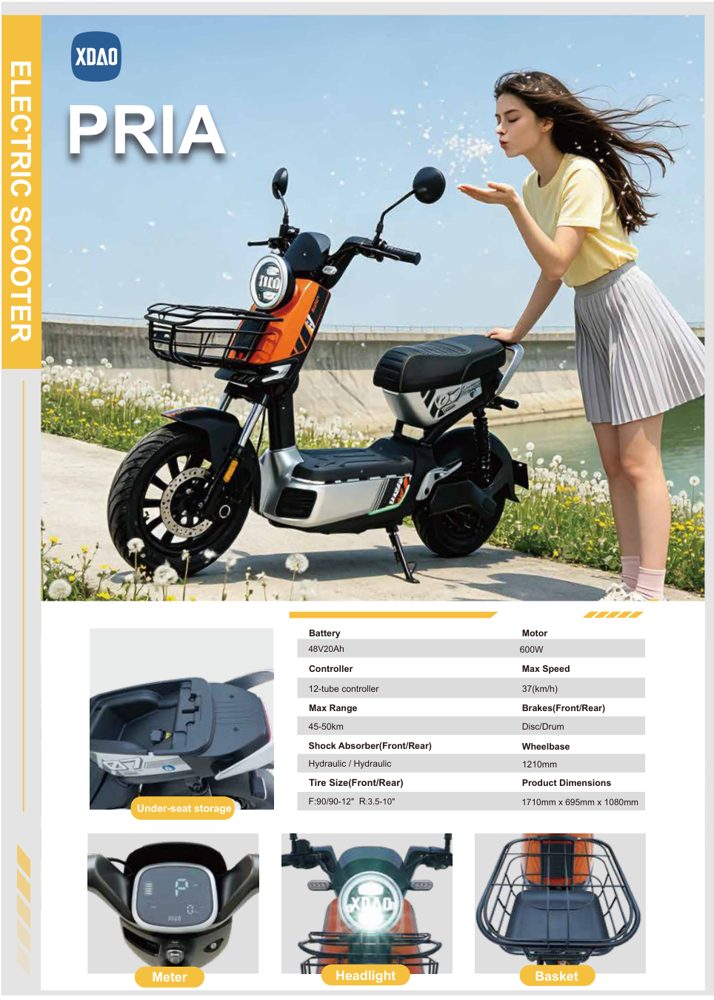 XDAO
PRIA
ELECTRIC SCOOTER
Battery
Motor
48V20Ah
600W
Controller
Max Speed
12-tube controller
37(km/h)
Max Range
Brakes(Front/Rear)
45-50km
Disc/Drum
Shock Absorber(Front/Rear)
Wheelbase
Hydraulic / Hydraulic
1210mm
Tire Size(Front/Rear)
Product Dimensions
F:90/90-12" R:3.5-10"
1710mm x 695mm x 1080mm
Under-seat storage
P
XDAO
Meter
XDAO
Headlight
Basket